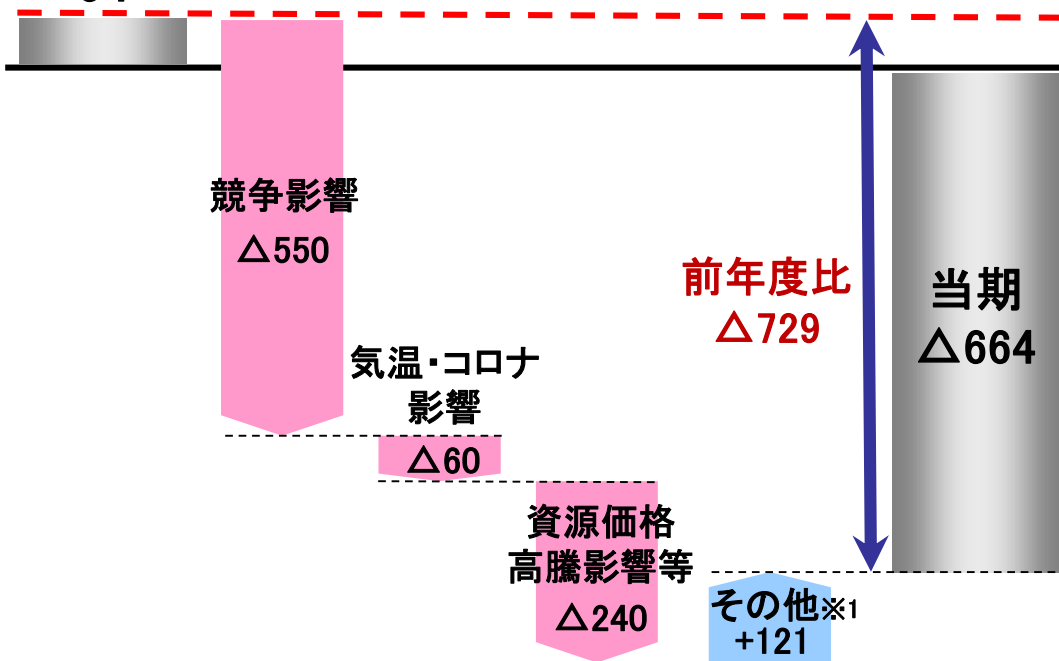 競争影響
△550
気温・コロナ
影響
△60
資源価格
高騰影響等
△240
その他※1
+121
前年度比
△729
当期
△664